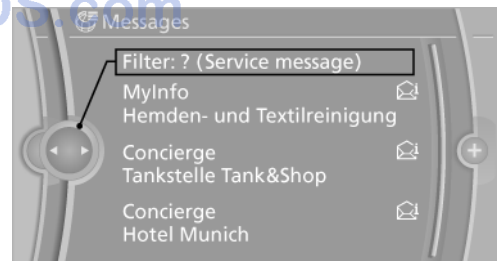 Messages
Filter: ? (Service message)
MyInfo
Hemden- und Textilreinigung
Concierge
Tankstelle Tank&Shop
Concierge
Hotel Munich